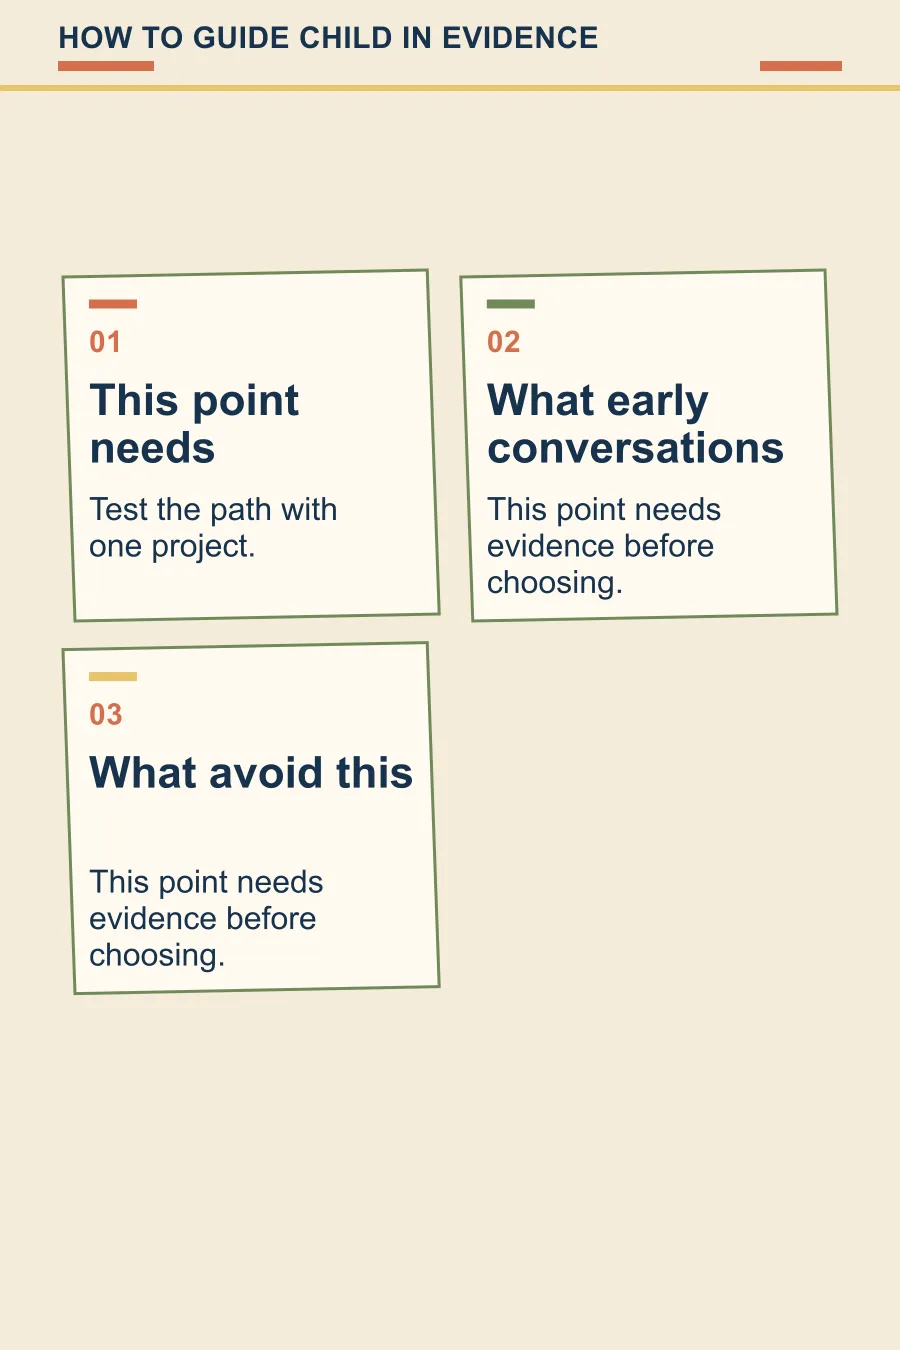 HOW TO GUIDE CHILD IN EVIDENCE
01
This point
needs
Test the path with
one project.
02
What early
conversations
This point needs
evidence before
choosing.
03
What avoid this
This point needs
evidence before
choosing.